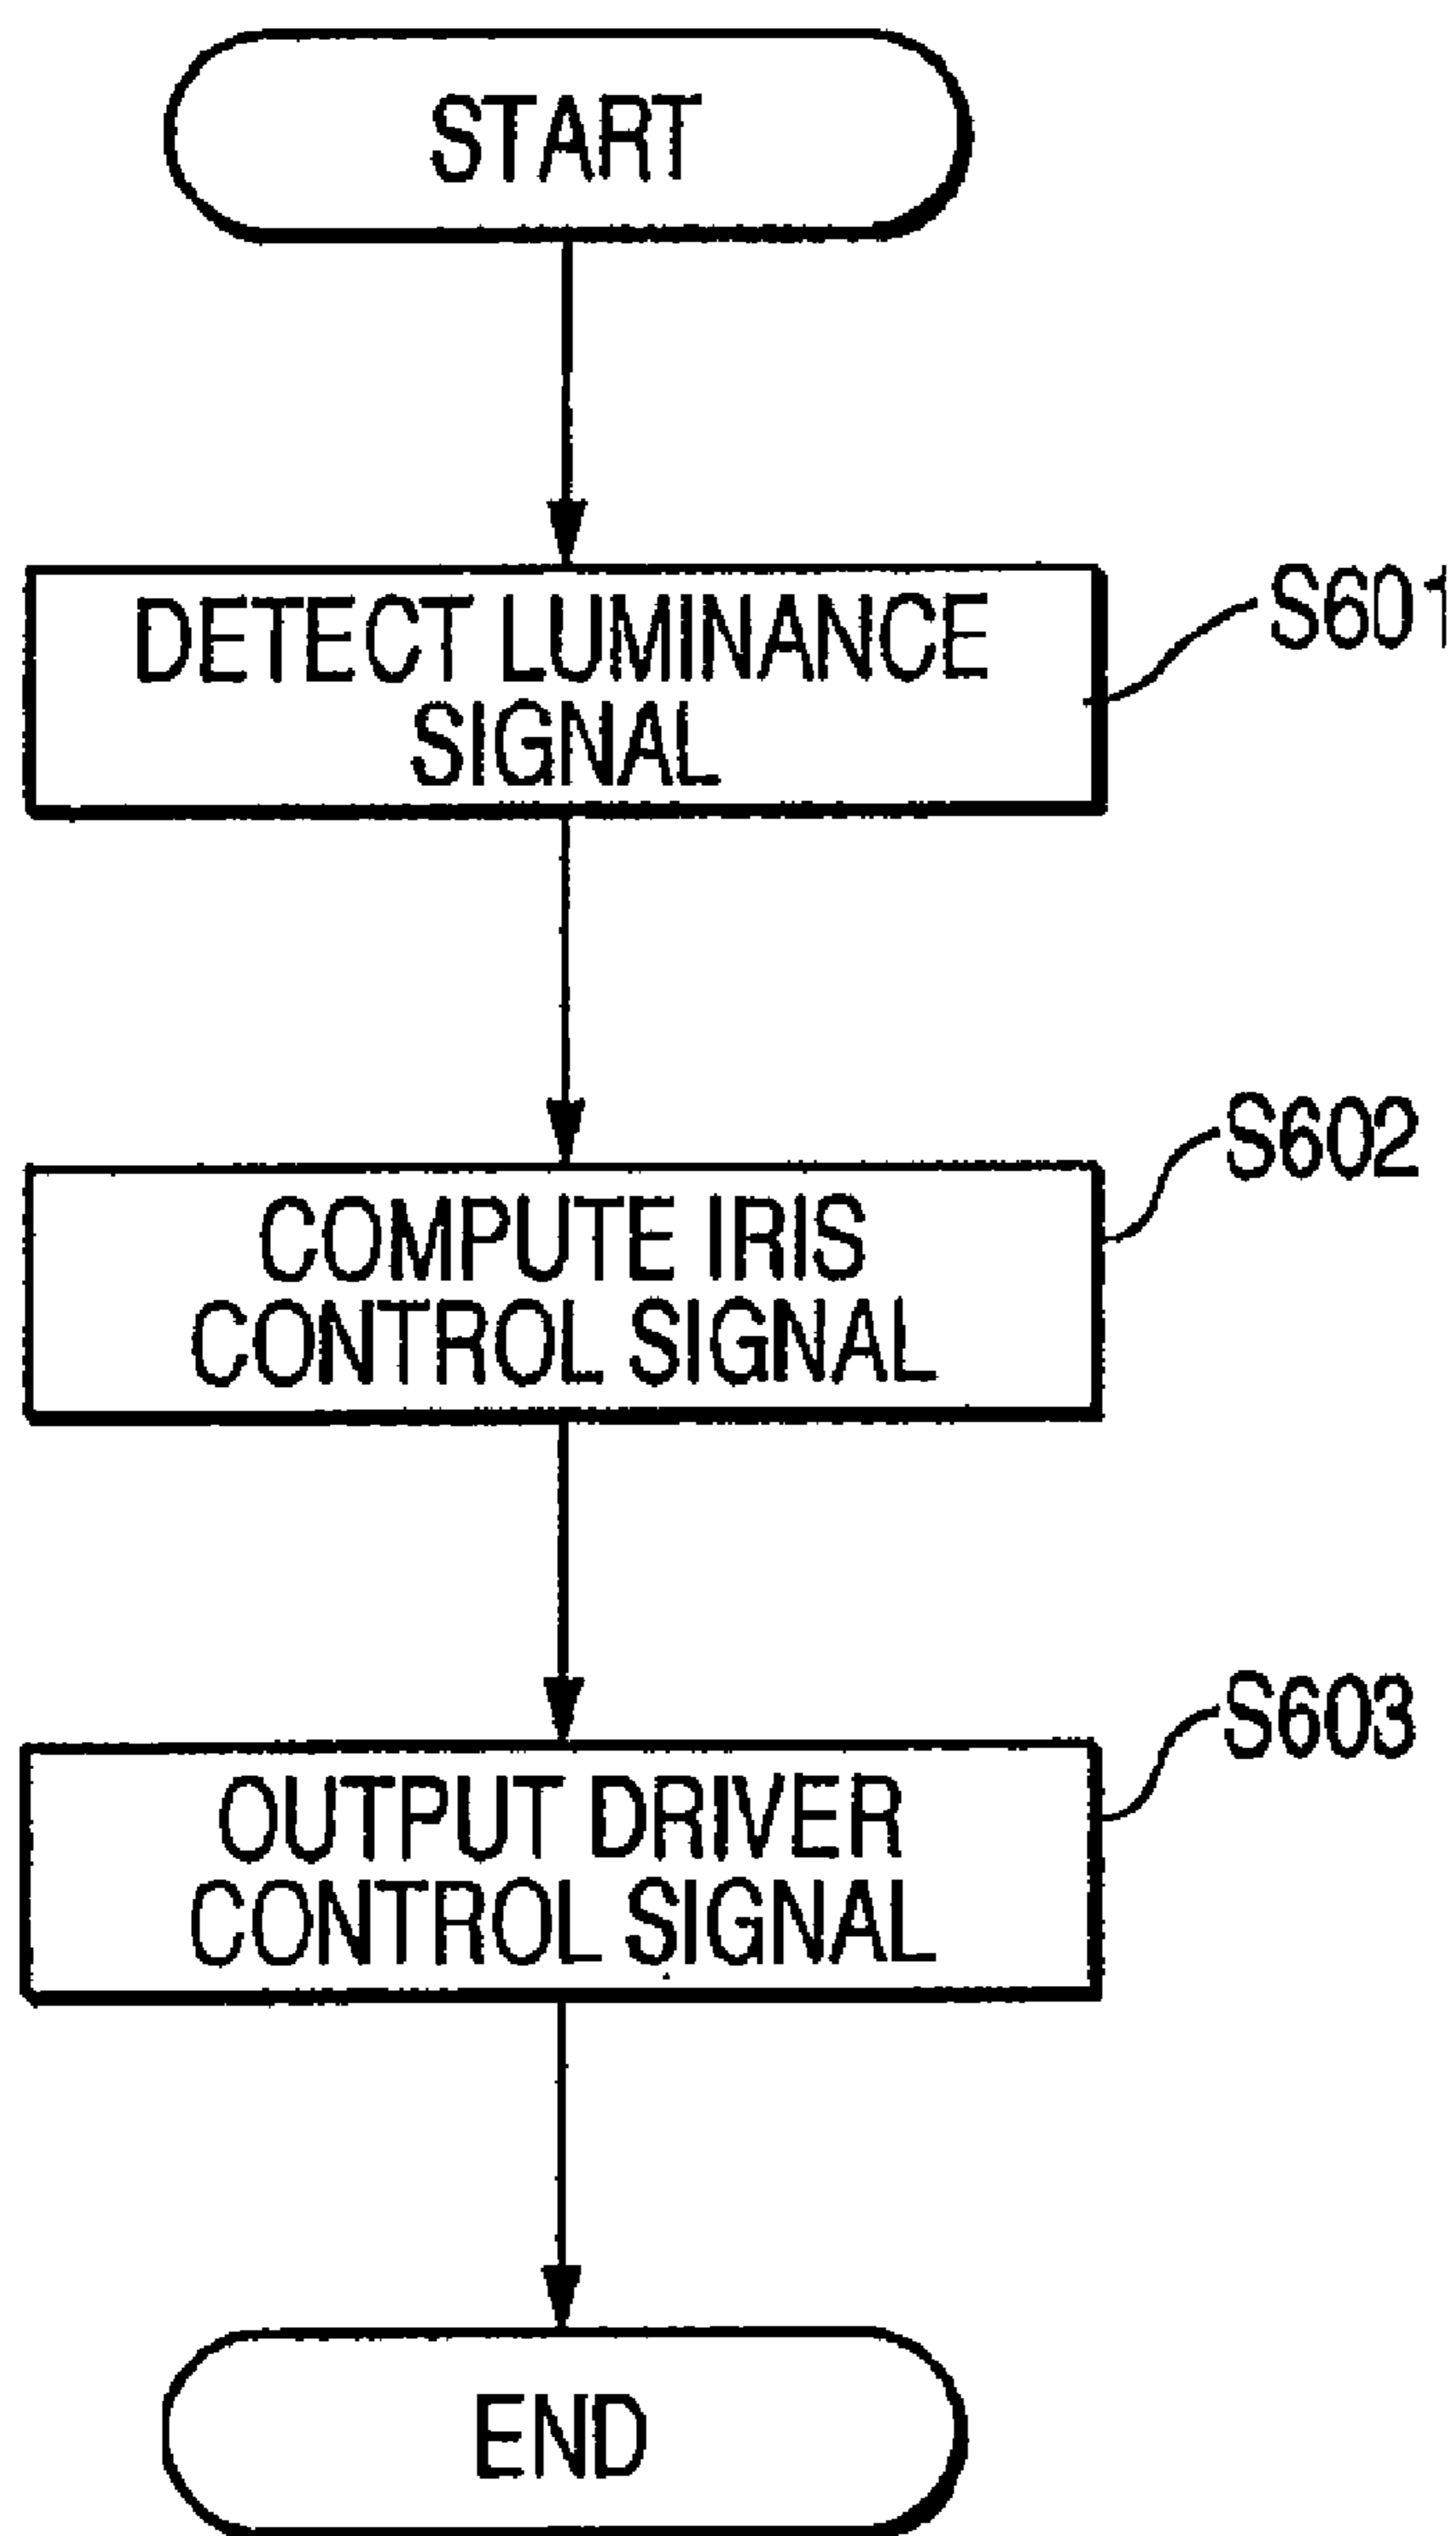 START
DETECT LUMINANCE
SIGNAL
S601
COMPUTE IRIS
CONTROL SIGNAL
S602
OUTPUT DRIVER
CONTROL SIGNAL
S603
END